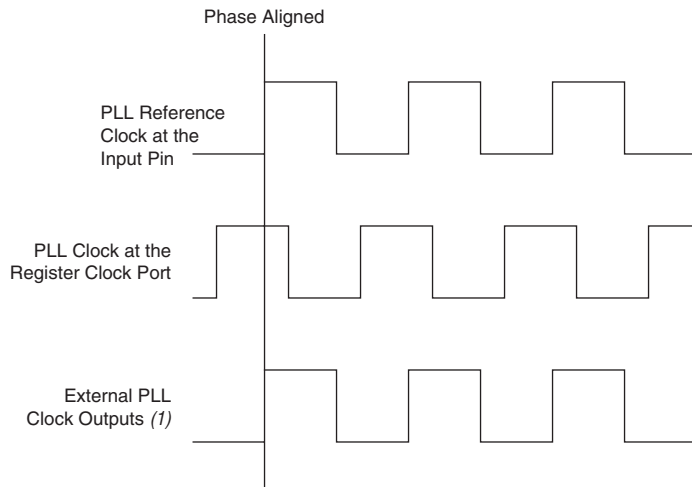 Phase Aligned
PLL Reference
Clock at the
Input Pin
PLL Clock at the
Register Clock Port
External PLL
Clock Outputs (1)